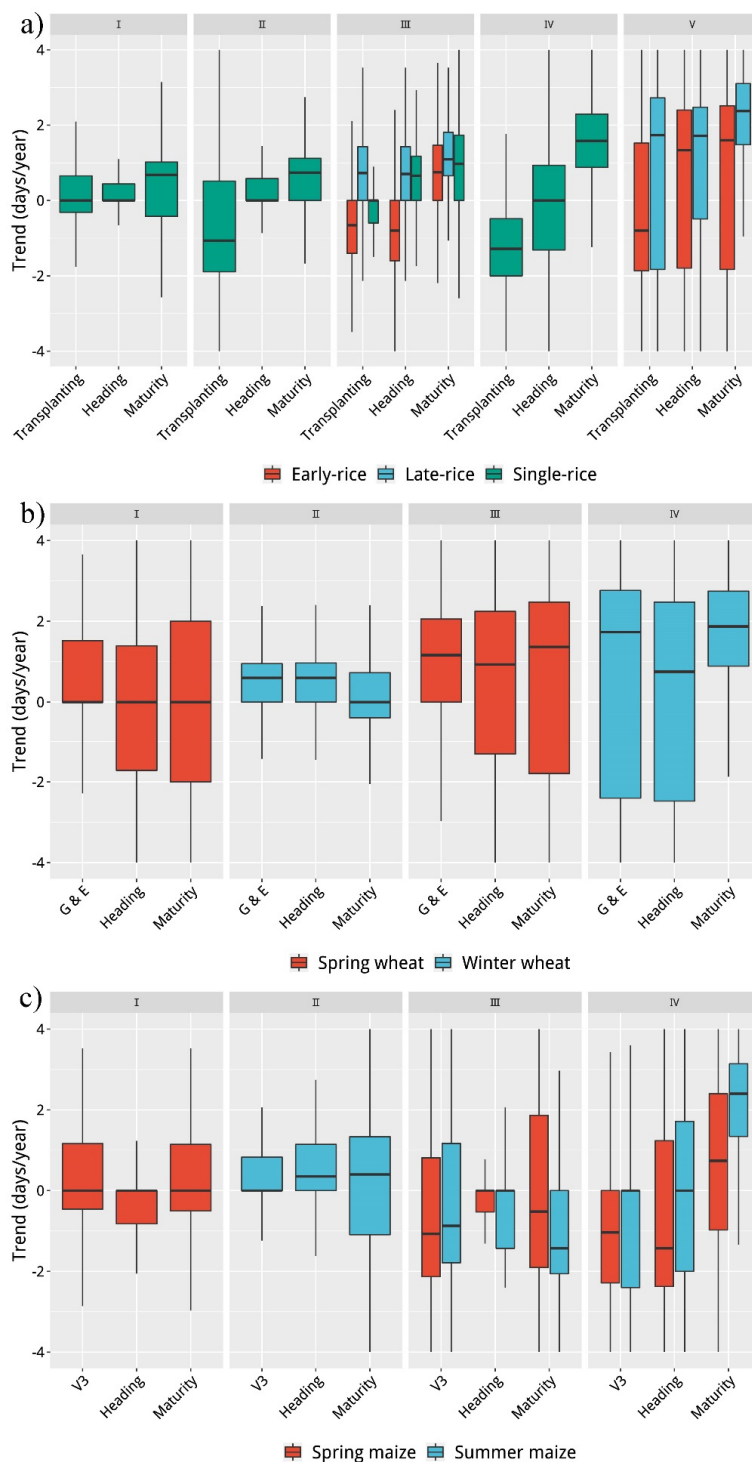 a)
I II III IV V
Trend (days/year)
4
2
0
-2
-4
Transplanting Heading Maturity Transplanting Heading Maturity Transplanting Heading Maturity Transplanting Heading Maturity Transplanting Heading Maturity
Early-rice Late-rice Single-rice
b)
I II III IV
Trend (days/year)
4
2
0
-2
-4
G & E Heading Maturity G & E Heading Maturity G & E Heading Maturity G & E Heading Maturity
Spring wheat Winter wheat
c)
I II III IV
Trend (days/year)
4
2
0
-2
-4
V3 Heading Maturity V3 Heading Maturity V3 Heading Maturity V3 Heading Maturity
Spring maize Summer maize